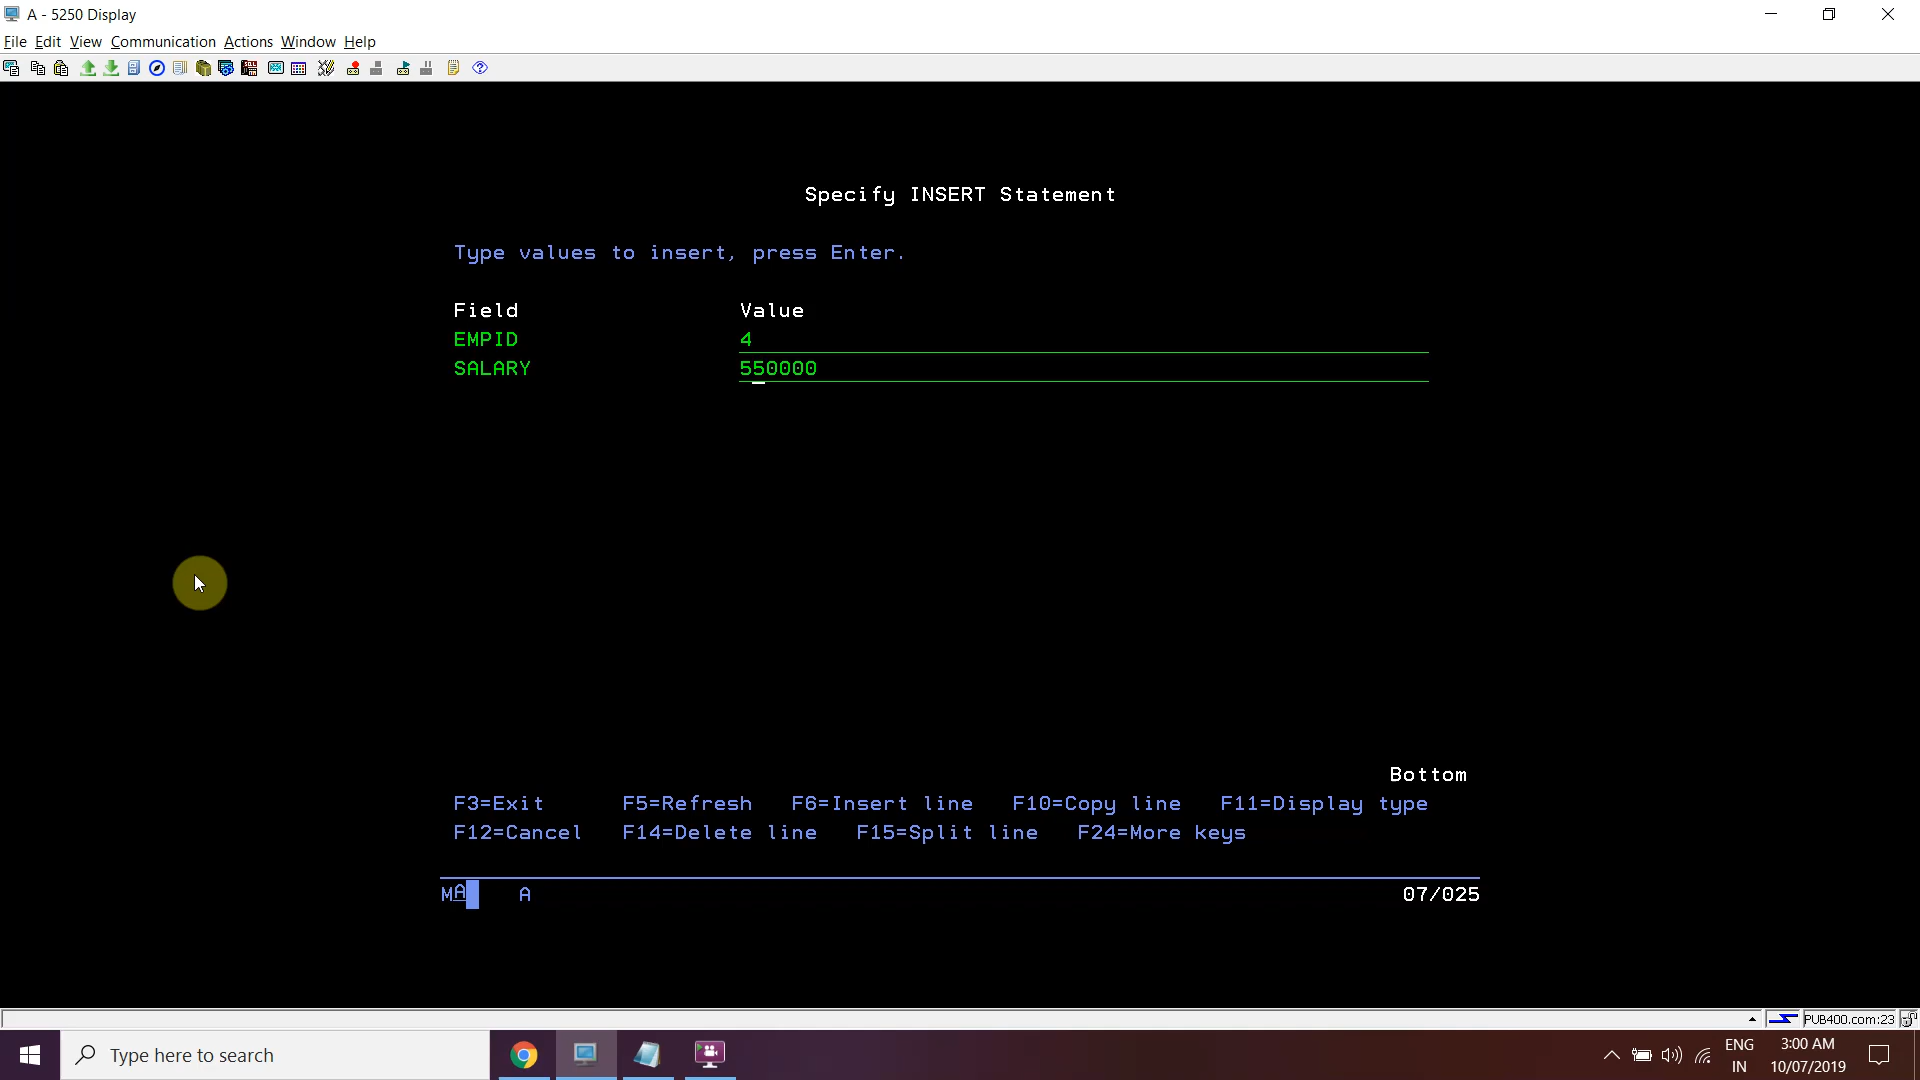 A - 5250 Display
File Edit View Communication Actions Window Help
Specify INSERT Statement
Type values to insert, press Enter.
Field Value
EMPID 4
SALARY 550000
Bottom
F3=Exit F5=Refresh F6=Insert line F10=Copy line F11=Display type
F12=Cancel F14=Delete line F15=Split line F24=More keys
MA A 07/025
PUB400.com:23
Type here to search
ENG 3:00 AM
IN 10/07/2019